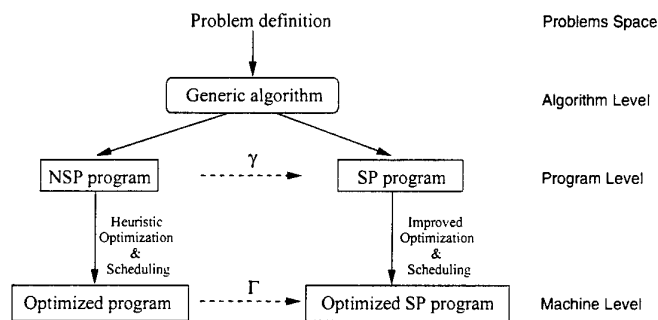 Problem definition
Problems Space
Generic algorithm
Algorithm Level
NSP program
γ
SP program
Program Level
Heuristic
Optimization
&
Scheduling
Improved
Optimization
&
Scheduling
Optimized program
Γ
Optimized SP program
Machine Level